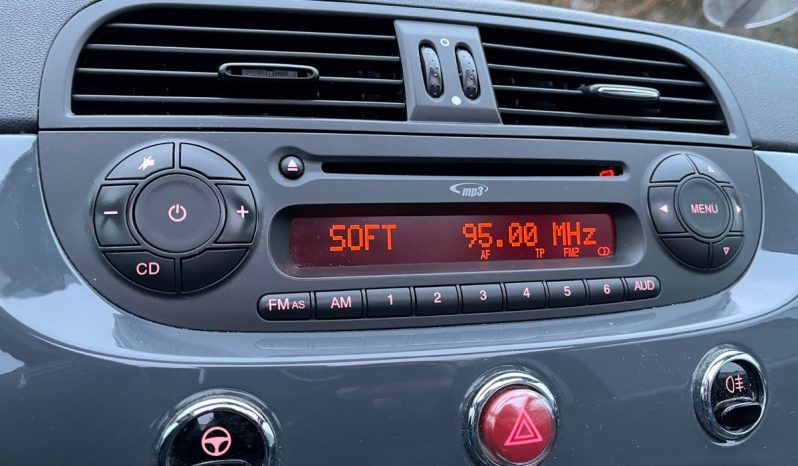 mp3
SOFT 95.00 MHz
AF TP FM2
− +
MENU
CD
FM AS AM 1 2 3 4 5 6 AUD